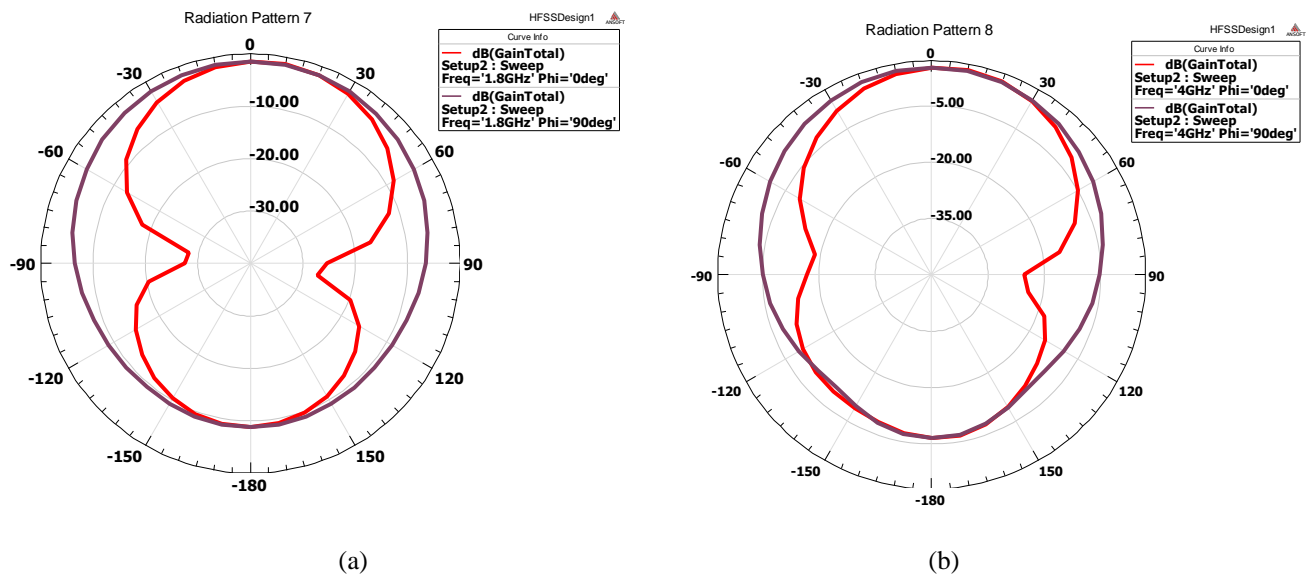 Radiation Pattern 7
HFSSDesign1
ANSOFT
Curve Info
dB(GainTotal)
Setup2 : Sweep
Freq='1.8GHz' Phi='0deg'
dB(GainTotal)
Setup2 : Sweep
Freq='1.8GHz' Phi='90deg'
0
30
60
90
120
150
-180
-150
-120
-90
-60
-30
-10.00
-20.00
-30.00
(a)
Radiation Pattern 8
HFSSDesign1
ANSOFT
Curve Info
dB(GainTotal)
Setup2 : Sweep
Freq='4GHz' Phi='0deg'
dB(GainTotal)
Setup2 : Sweep
Freq='4GHz' Phi='90deg'
0
30
60
90
120
150
-180
-150
-120
-90
-60
-30
-5.00
-20.00
-35.00
(b)